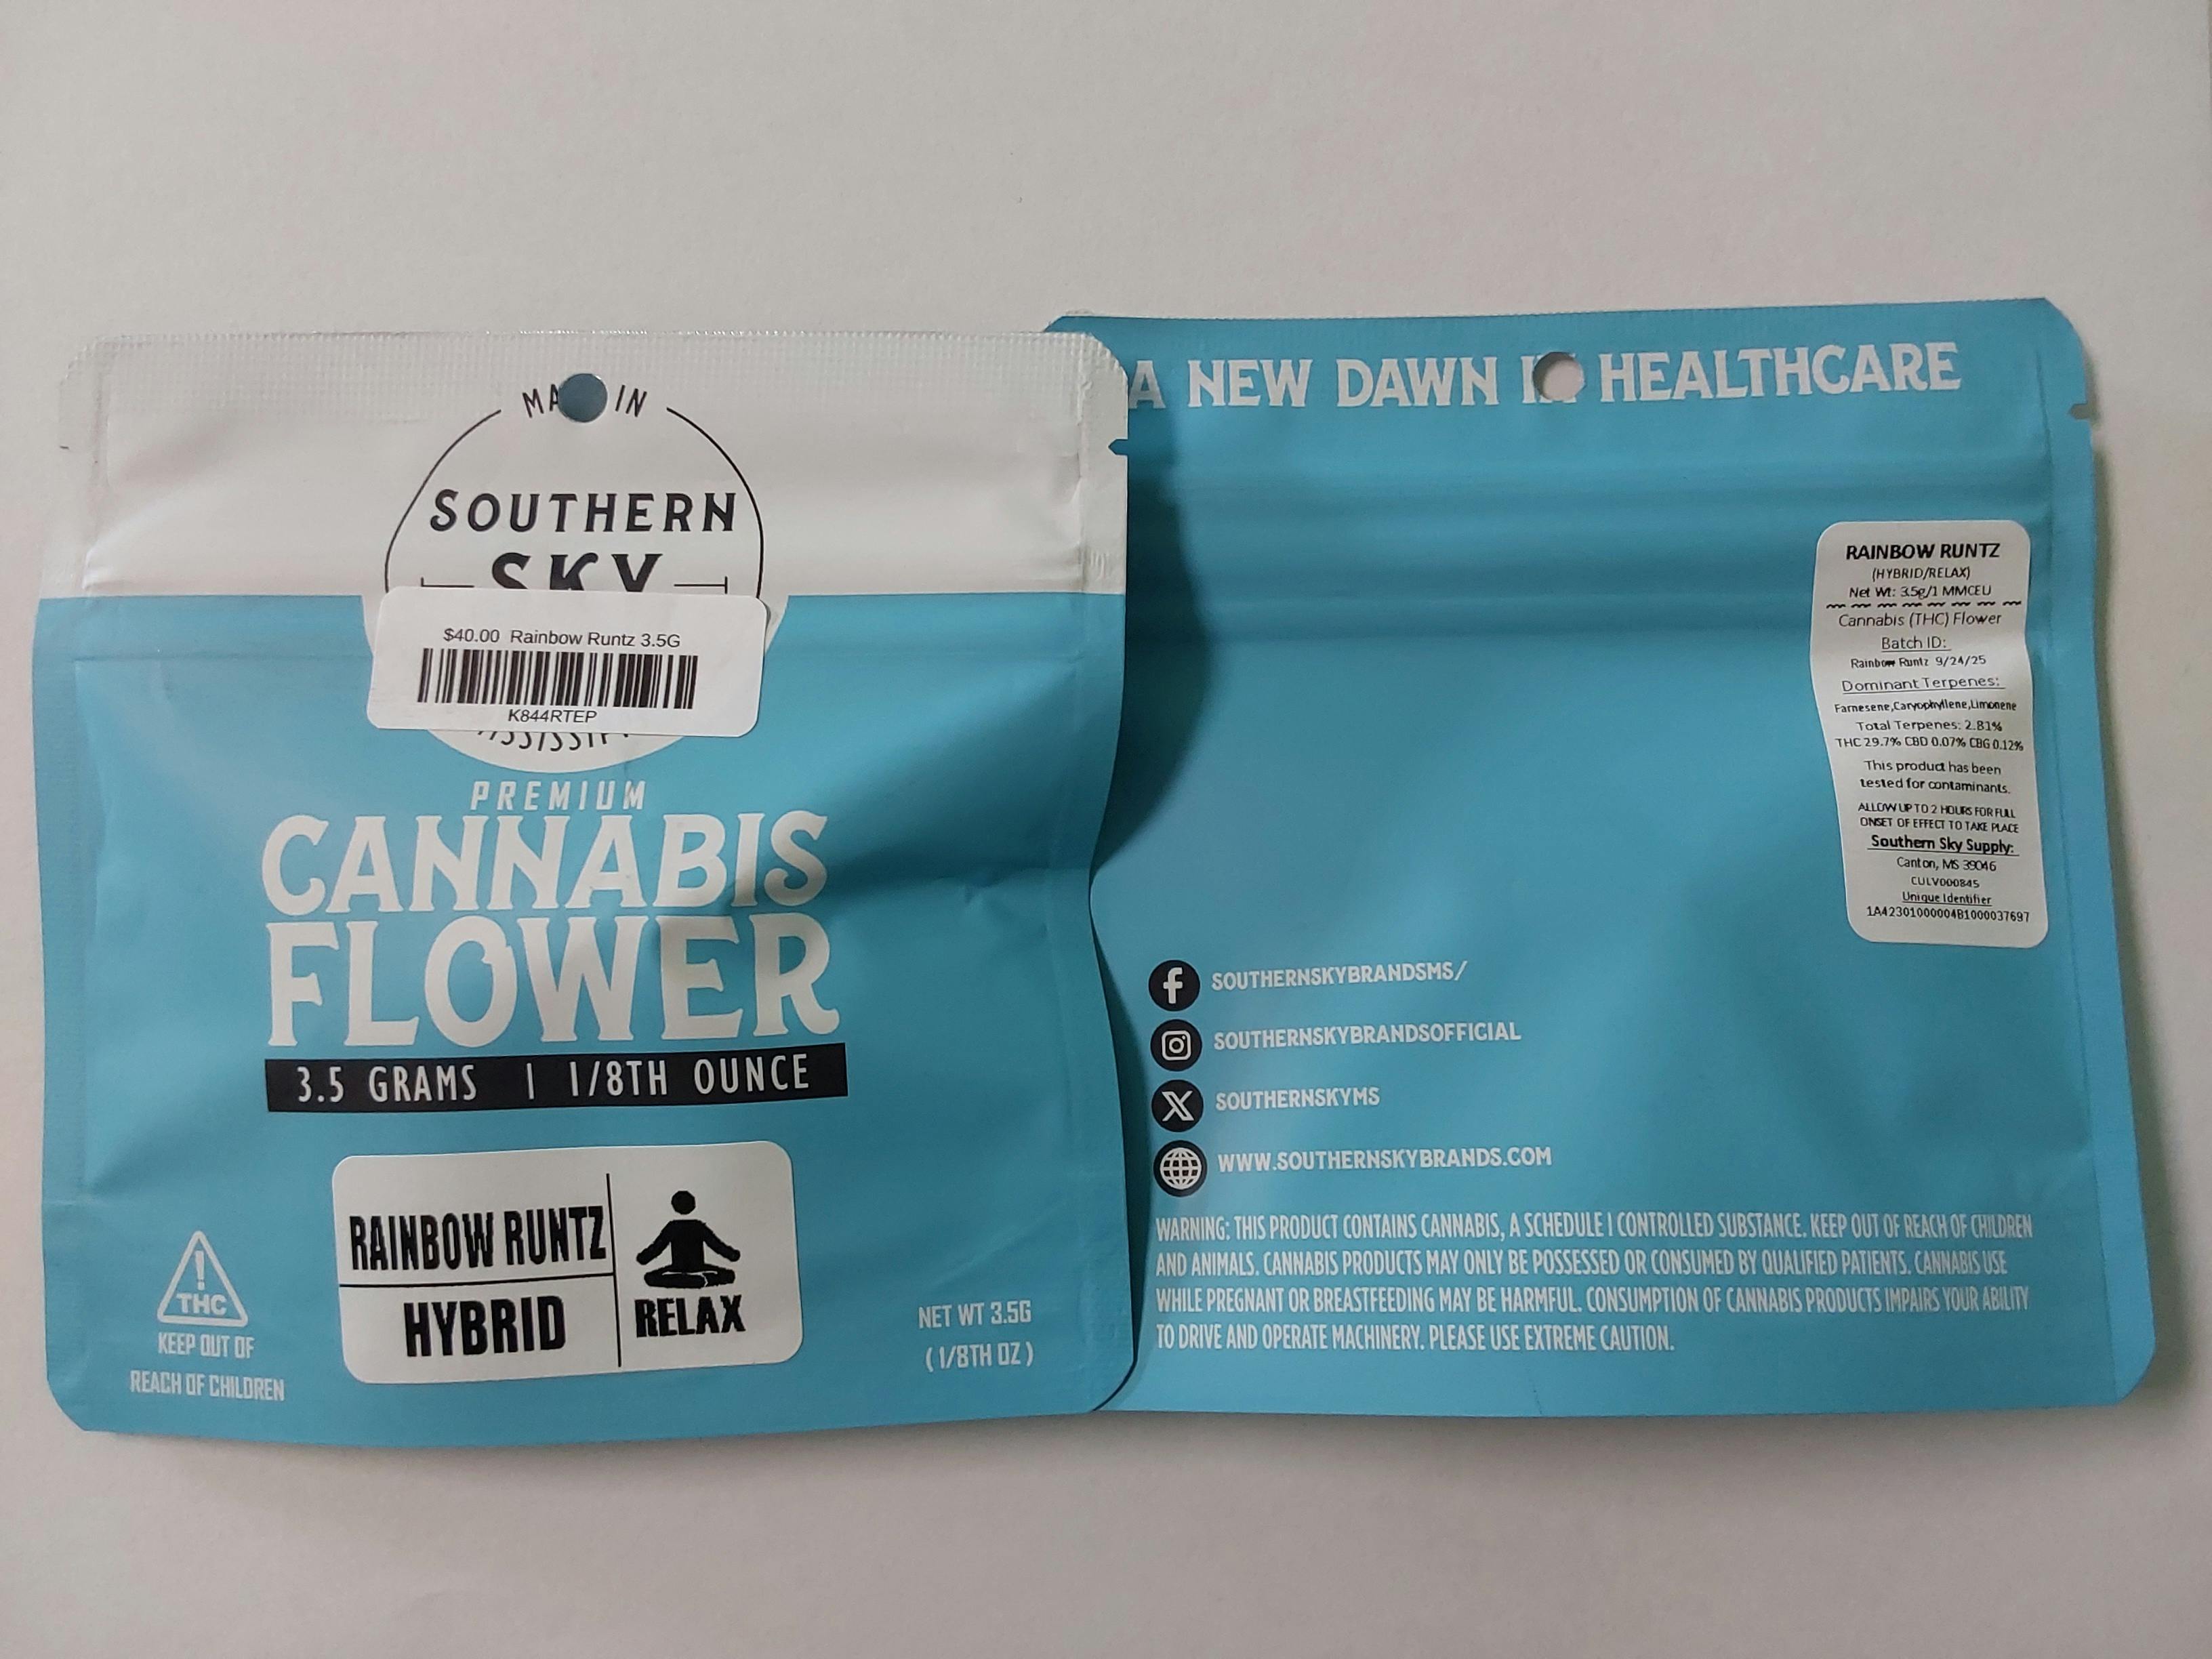 MA IN
SOUTHERN
SKY
$40.00 Rainbow Runtz 3.5G
K844RTEP
PREMIUM
CANNABIS
FLOWER
3.5 GRAMS | 1/8TH OUNCE
RAINBOW RUNTZ
HYBRID
RELAX
THC
KEEP OUT OF
REACH OF CHILDREN
NET WT 3.5G
(1/8TH OZ)
A NEW DAWN HEALTHCARE
RAINBOW RUNTZ
(HYBRID/RELAX)
Net Wt: 3.5g/1 MMCEU
Cannabis (THC) Flower
Batch ID:
Rainbow Runtz 9/24/25
Dominant Terpenes:
Farnesene,Caryophyllene,Limonene
Total Terpenes: 2.81%
THC 29.7% CBD 0.07% CBG 0.12%
This product has been
tested for contaminants.
ALLOW UP TO 2 HOURS FOR FULL
ONSET OF EFFECT TO TAKE PLACE
Southern Sky Supply:
Canton, MS 39046
CULV000845
Unique Identifier
1A42301000004B1000037697
SOUTHERNSKYBRANDSMS/
SOUTHERNSKYBRANDSOFFICIAL
SOUTHERNSKYMS
WWW.SOUTHERNSKYBRANDS.COM
WARNING: THIS PRODUCT CONTAINS CANNABIS, A SCHEDULE I CONTROLLED SUBSTANCE. KEEP OUT OF REACH OF CHILDREN
AND ANIMALS. CANNABIS PRODUCTS MAY ONLY BE POSSESSED OR CONSUMED BY QUALIFIED PATIENTS. CANNABIS USE
WHILE PREGNANT OR BREASTFEEDING MAY BE HARMFUL. CONSUMPTION OF CANNABIS PRODUCTS IMPAIRS YOUR ABILITY
TO DRIVE AND OPERATE MACHINERY. PLEASE USE EXTREME CAUTION.